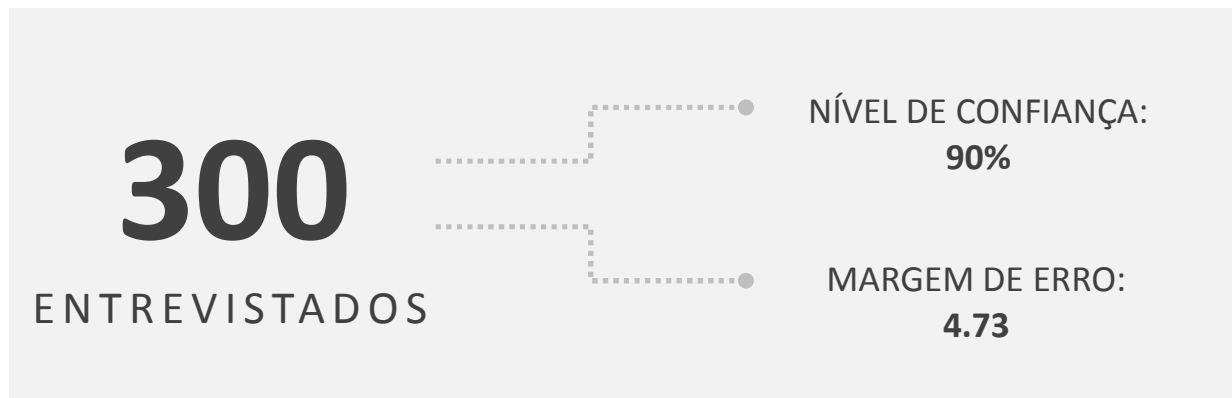 300
ENTREVISTADOS
NÍVEL DE CONFIANÇA:
90%
MARGEM DE ERRO:
4.73